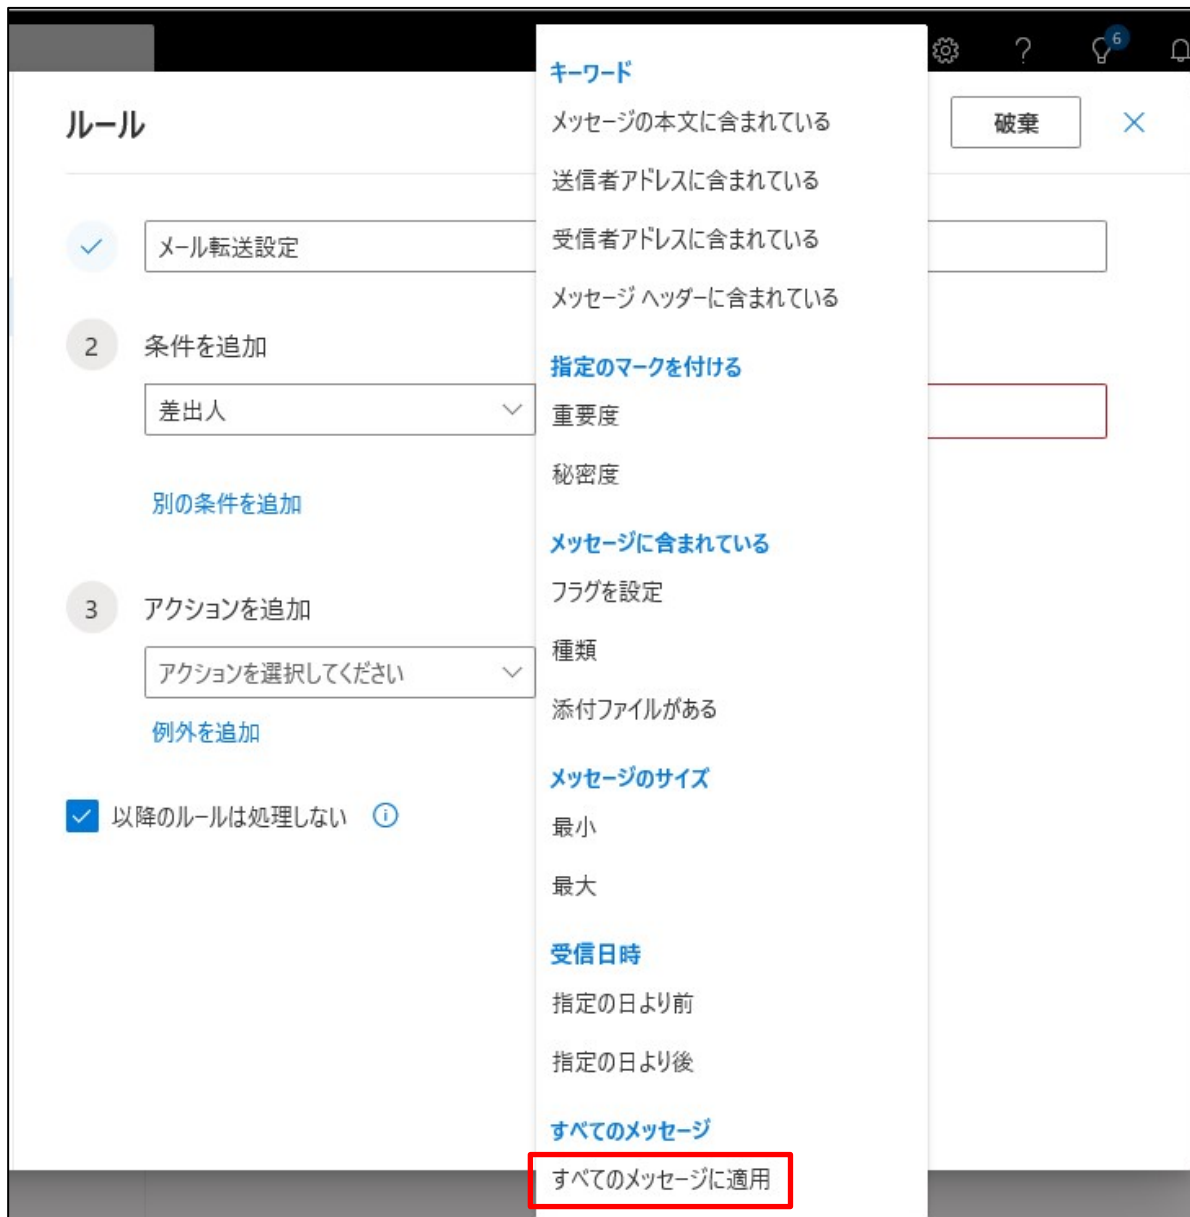 6
ルール
破棄
メール転送設定
2
条件を追加
差出人
別の条件を追加
3
アクションを追加
アクションを選択してください
例外を追加
以降のルールは処理しない
キーワード
メッセージの本文に含まれている
送信者アドレスに含まれている
受信者アドレスに含まれている
メッセージ ヘッダーに含まれている
指定のマークを付ける
重要度
秘密度
メッセージに含まれている
フラグを設定
種類
添付ファイルがある
メッセージのサイズ
最小
最大
受信日時
指定の日より前
指定の日より後
すべてのメッセージ
すべてのメッセージに適用